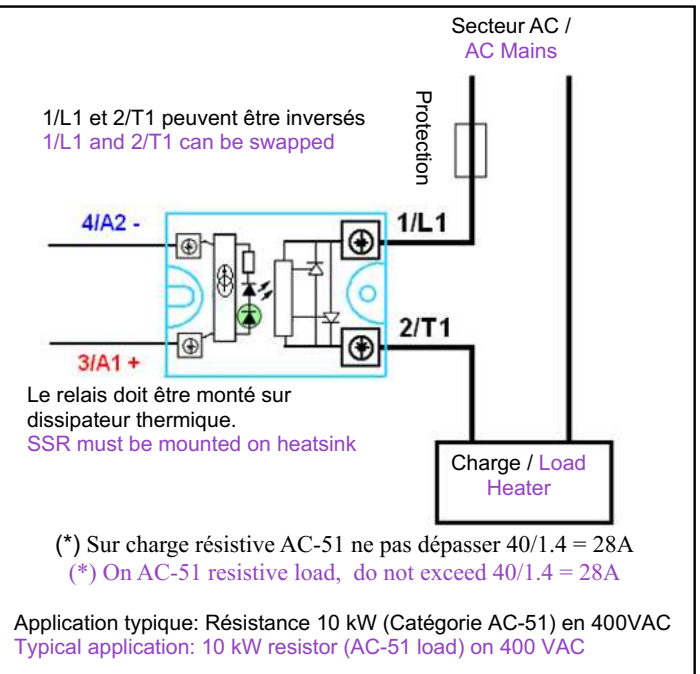 Secteur AC /
AC Mains
Protection
1/L1 et 2/T1 peuvent être inversés
1/L1 and 2/T1 can be swapped
4/A2 -
1/L1
3/A1 +
2/T1
Le relais doit être monté sur
dissipateur thermique.
SSR must be mounted on heatsink
Charge / Load
Heater
(*) Sur charge résistive AC-51 ne pas dépasser 40/1.4 = 28A
(*) On AC-51 resistive load, do not exceed 40/1.4 = 28A
Application typique: Résistance 10 kW (Catégorie AC-51) en 400VAC
Typical application: 10 kW resistor (AC-51 load) on 400 VAC